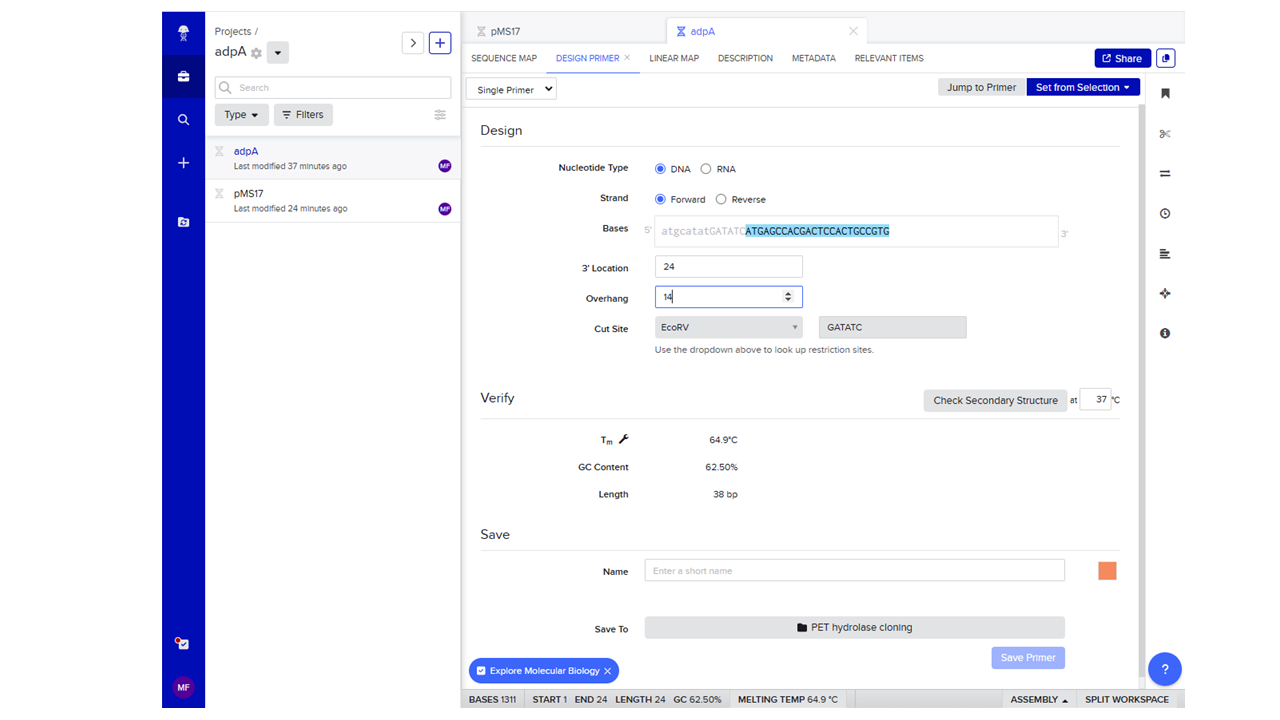 Projects /
adpA
Search
Type
Filters
adpA
Last modified 37 minutes ago
MF
pMS17
Last modified 24 minutes ago
MF
MF
pMS17
adpA
SEQUENCE MAP
DESIGN PRIMER
LINEAR MAP
DESCRIPTION
METADATA
RELEVANT ITEMS
Share
Single Primer
Jump to Primer
Set from Selection
Design
Nucleotide Type
DNA
RNA
Strand
Forward
Reverse
Bases
5'
atgcatatGATATCATGAGCCACGACTCCACTGCCGTG
3'
3' Location
24
Overhang
14
Cut Site
EcoRV
GATATC
Use the dropdown above to look up restriction sites.
Verify
Check Secondary Structure
at
37
°C
Tm
64.9°C
GC Content
62.50%
Length
38 bp
Save
Name
Enter a short name
Save To
PET hydrolase cloning
Save Primer
Explore Molecular Biology
?
BASES 1311
START 1
END 24
LENGTH 24
GC 62.50%
MELTING TEMP 64.9 °C
ASSEMBLY
SPLIT WORKSPACE